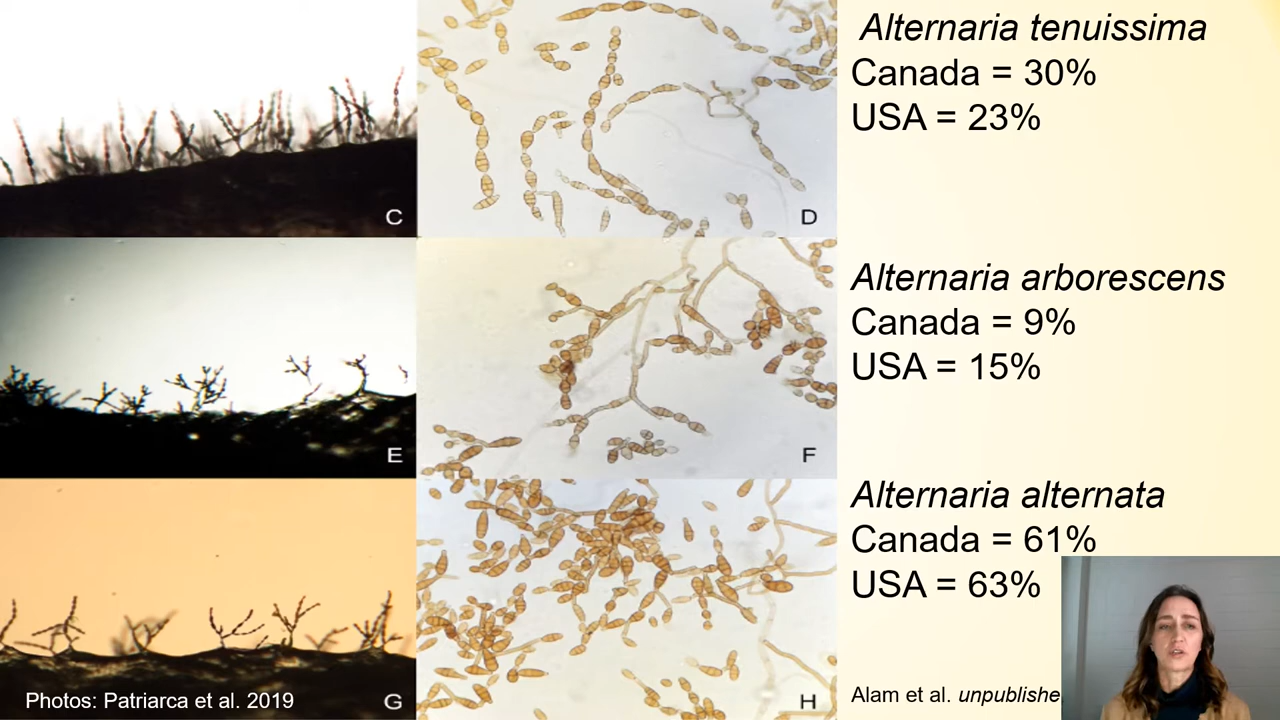 Alternaria tenuissima
Canada = 30%
USA = 23%
C
D
Alternaria arborescens
Canada = 9%
USA = 15%
E
F
Alternaria alternata
Canada = 61%
USA = 63%
Photos: Patriarca et al. 2019
G
H
Alam et al. unpublishe